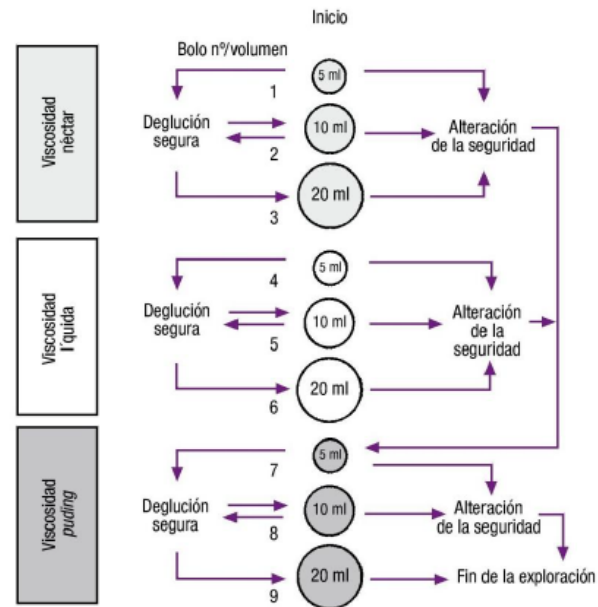 Inicio
Bolo nº/volumen
Viscosidad
néctar
1
5 ml
Deglución
segura
2
10 ml
Alteración
de la seguridad
3
20 ml
Viscosidad
l´quida
4
5 ml
Deglución
segura
5
10 ml
Alteración
de la
seguridad
6
20 ml
Viscosidad
puding
7
5 ml
Deglución
segura
8
10 ml
Alteración
de la seguridad
9
20 ml
Fin de la exploración